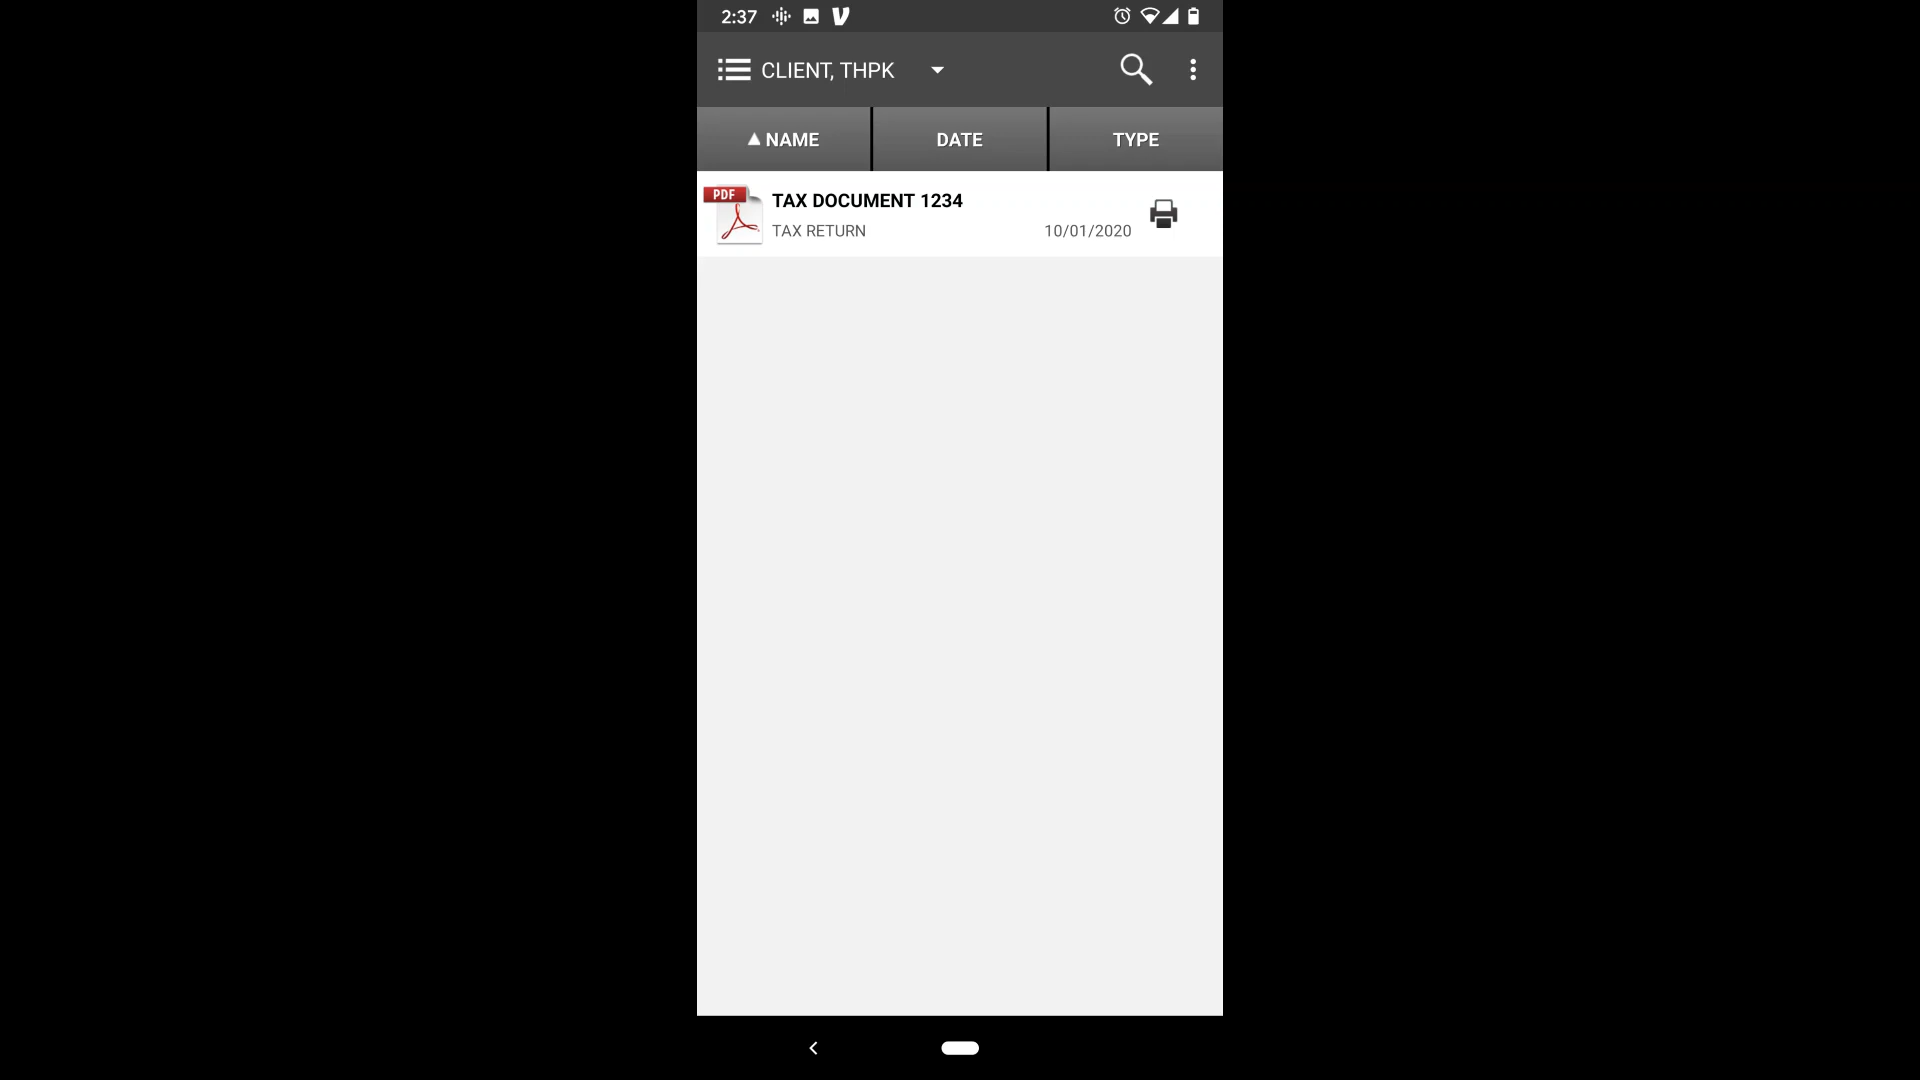 2:37
CLIENT, THPK
NAME DATE TYPE
PDF
TAX DOCUMENT 1234
TAX RETURN 10/01/2020